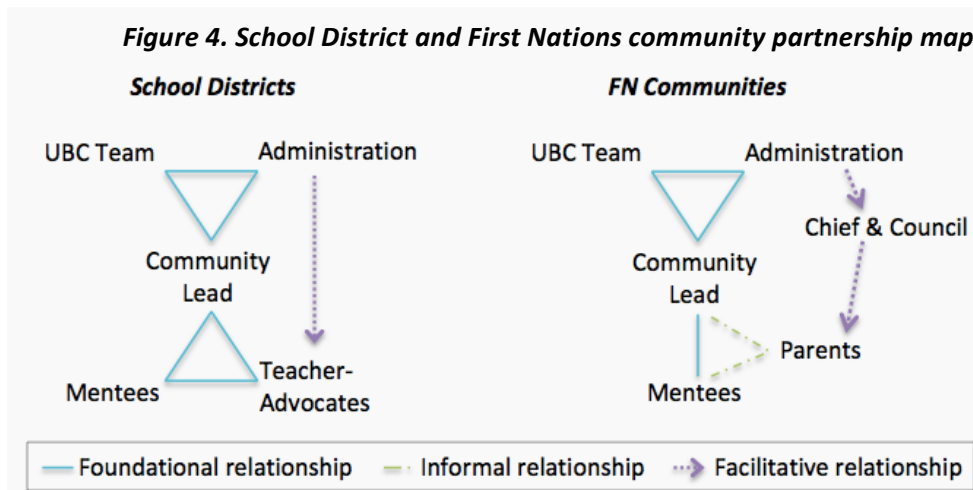 Figure 4. School District and First Nations community partnership map
School Districts
FN Communities
UBC Team
Administration
Community
Lead
Mentees
Teacher-
Advocates
UBC Team
Administration
Chief & Council
Community
Lead
Parents
Mentees
Foundational relationship
Informal relationship
Facilitative relationship